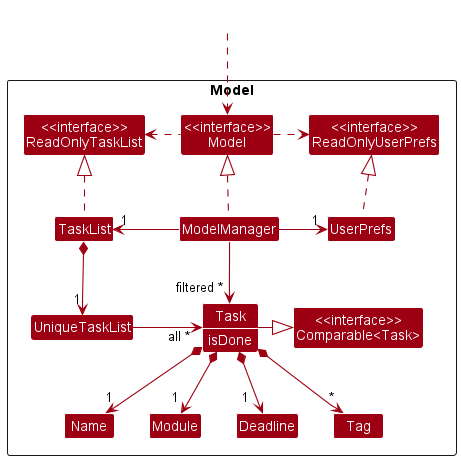 Model
<<interface>>
ReadOnlyTaskList
<<interface>>
Model
<<interface>>
ReadOnlyUserPrefs
TaskList
1
ModelManager
1
UserPrefs
filtered *
1
UniqueTaskList
all *
Task
isDone
<<interface>>
Comparable<Task>
1
1
1
*
Name
Module
Deadline
Tag